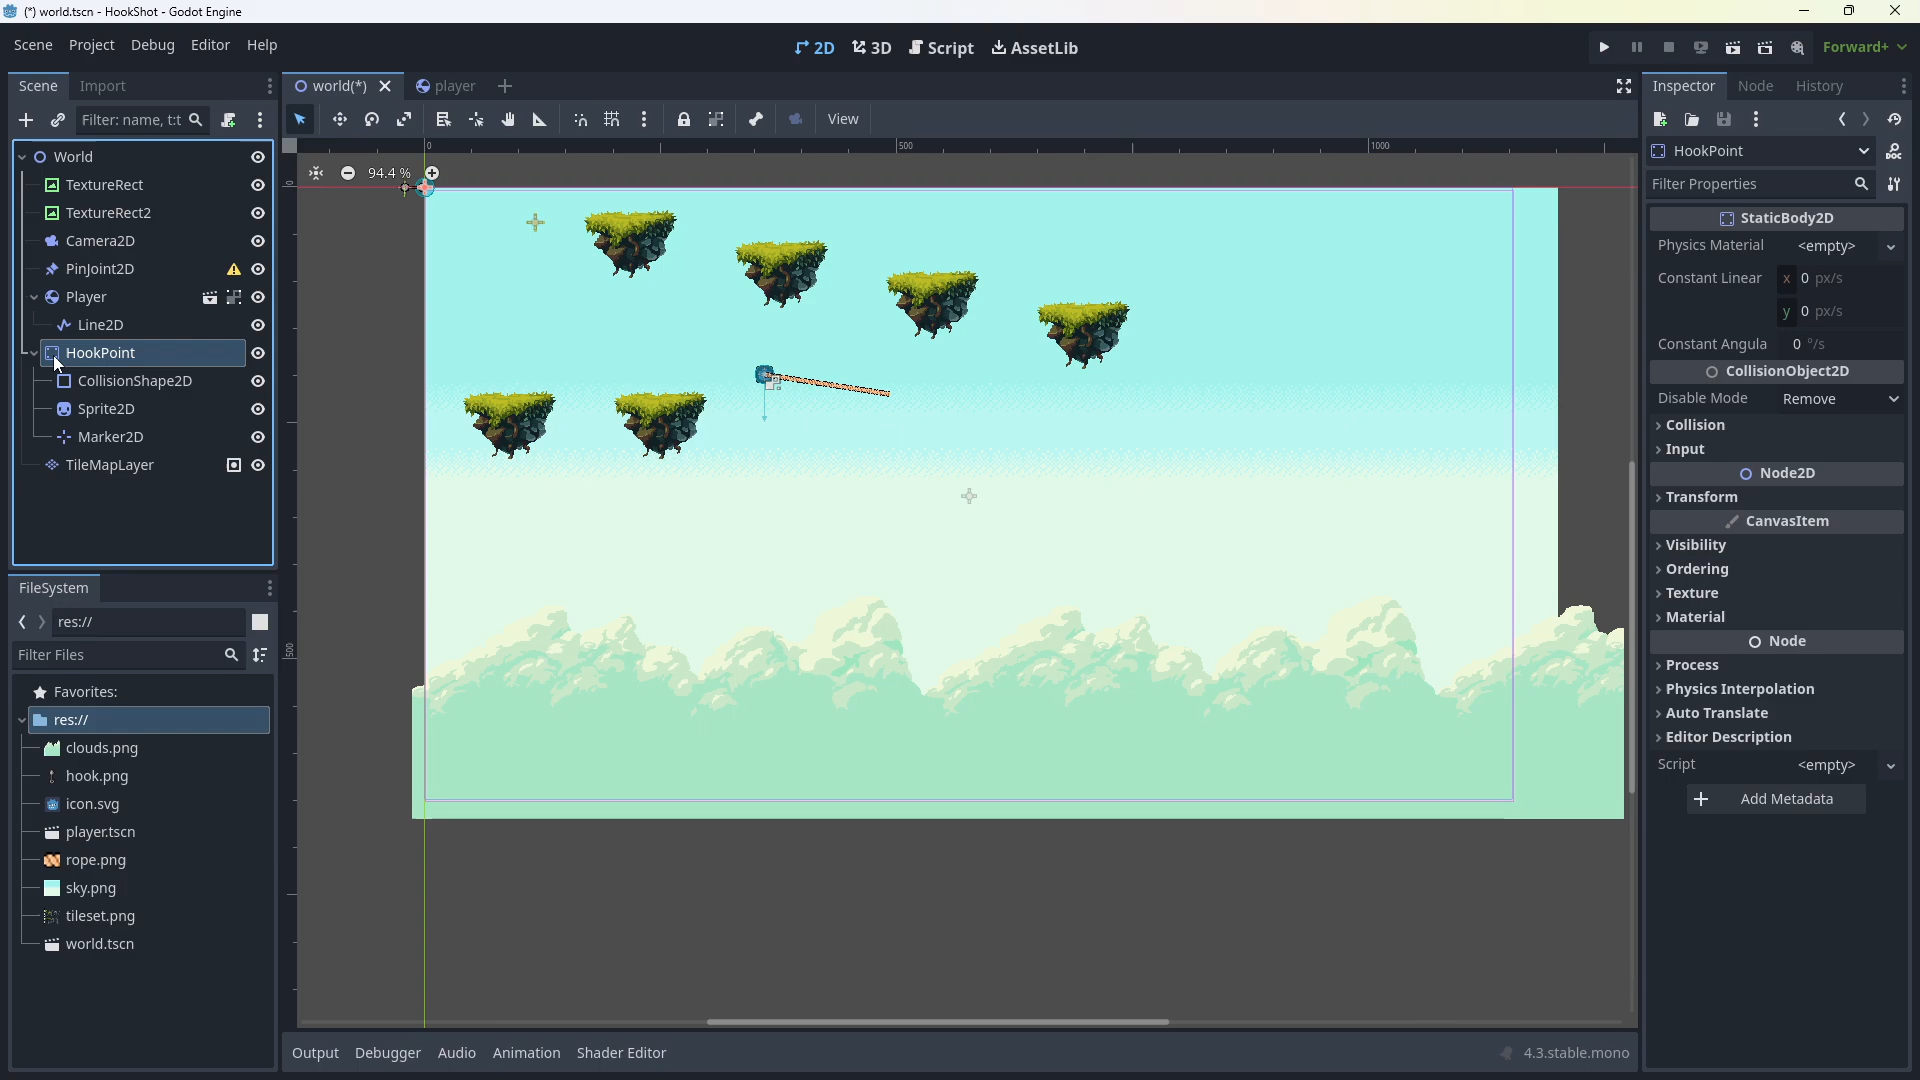 (*) world.tscn - HookShot - Godot Engine
Scene Project Debug Editor Help
2D 3D Script AssetLib
Forward+
Scene Import
world(*) player
Inspector Node History
Filter: name, t:t
View
HookPoint
Filter Properties
World
TextureRect
TextureRect2
Camera2D
PinJoint2D
Player
Line2D
HookPoint
CollisionShape2D
Sprite2D
Marker2D
TileMapLayer
FileSystem
res://
Filter Files
Favorites:
res://
clouds.png
hook.png
icon.svg
player.tscn
rope.png
sky.png
tileset.png
world.tscn
0 500 1000
94.4 %
0
500
StaticBody2D
Physics Material <empty>
Constant Linear x 0 px/s
y 0 px/s
Constant Angula 0 °/s
CollisionObject2D
Disable Mode Remove
Collision
Input
Node2D
Transform
CanvasItem
Visibility
Ordering
Texture
Material
Node
Process
Physics Interpolation
Auto Translate
Editor Description
Script <empty>
Add Metadata
Output Debugger Audio Animation Shader Editor
4.3.stable.mono